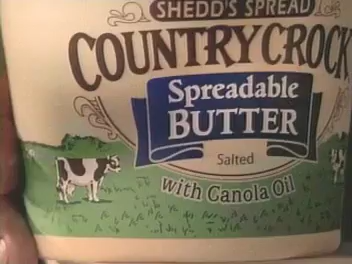 SHEDD'S SPREAD
COUNTRY CROCK
Spreadable
BUTTER
Salted
with Canola Oil